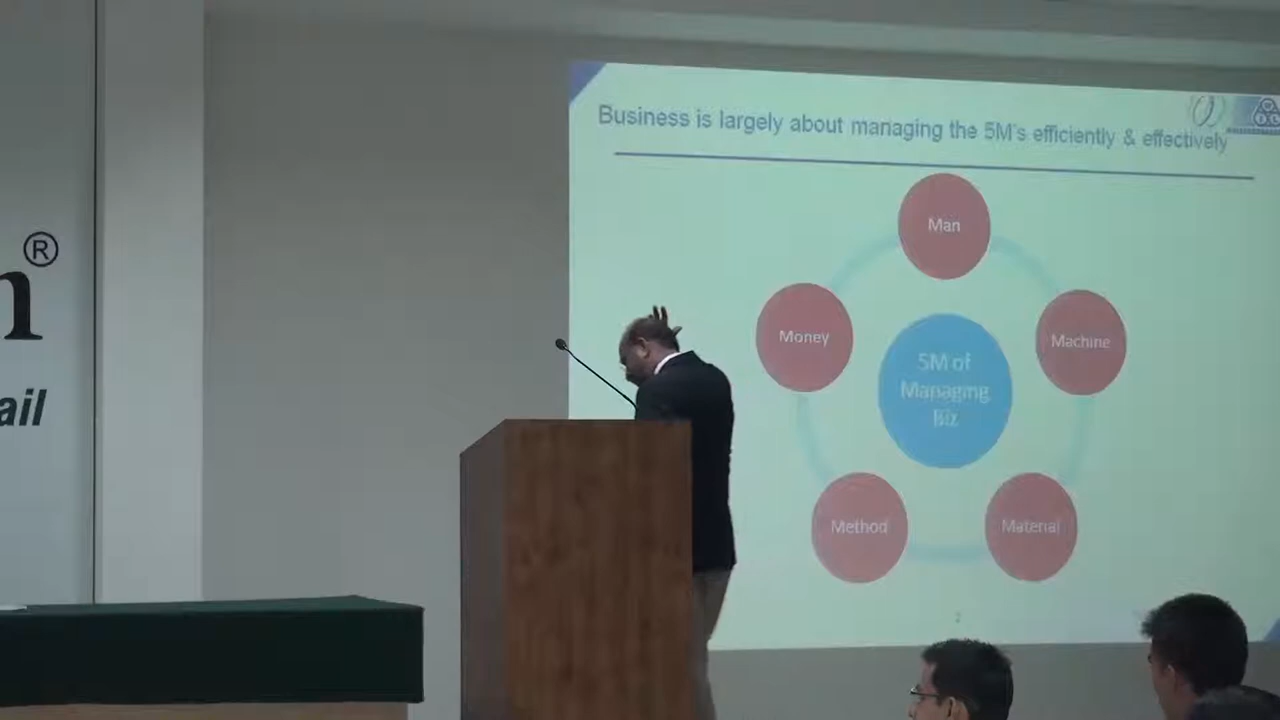 ®
n
ail
Business is largely about managing the 5M's efficiently & effectively
Man
Money
Machine
5M of
Managing
Biz
Method
Material